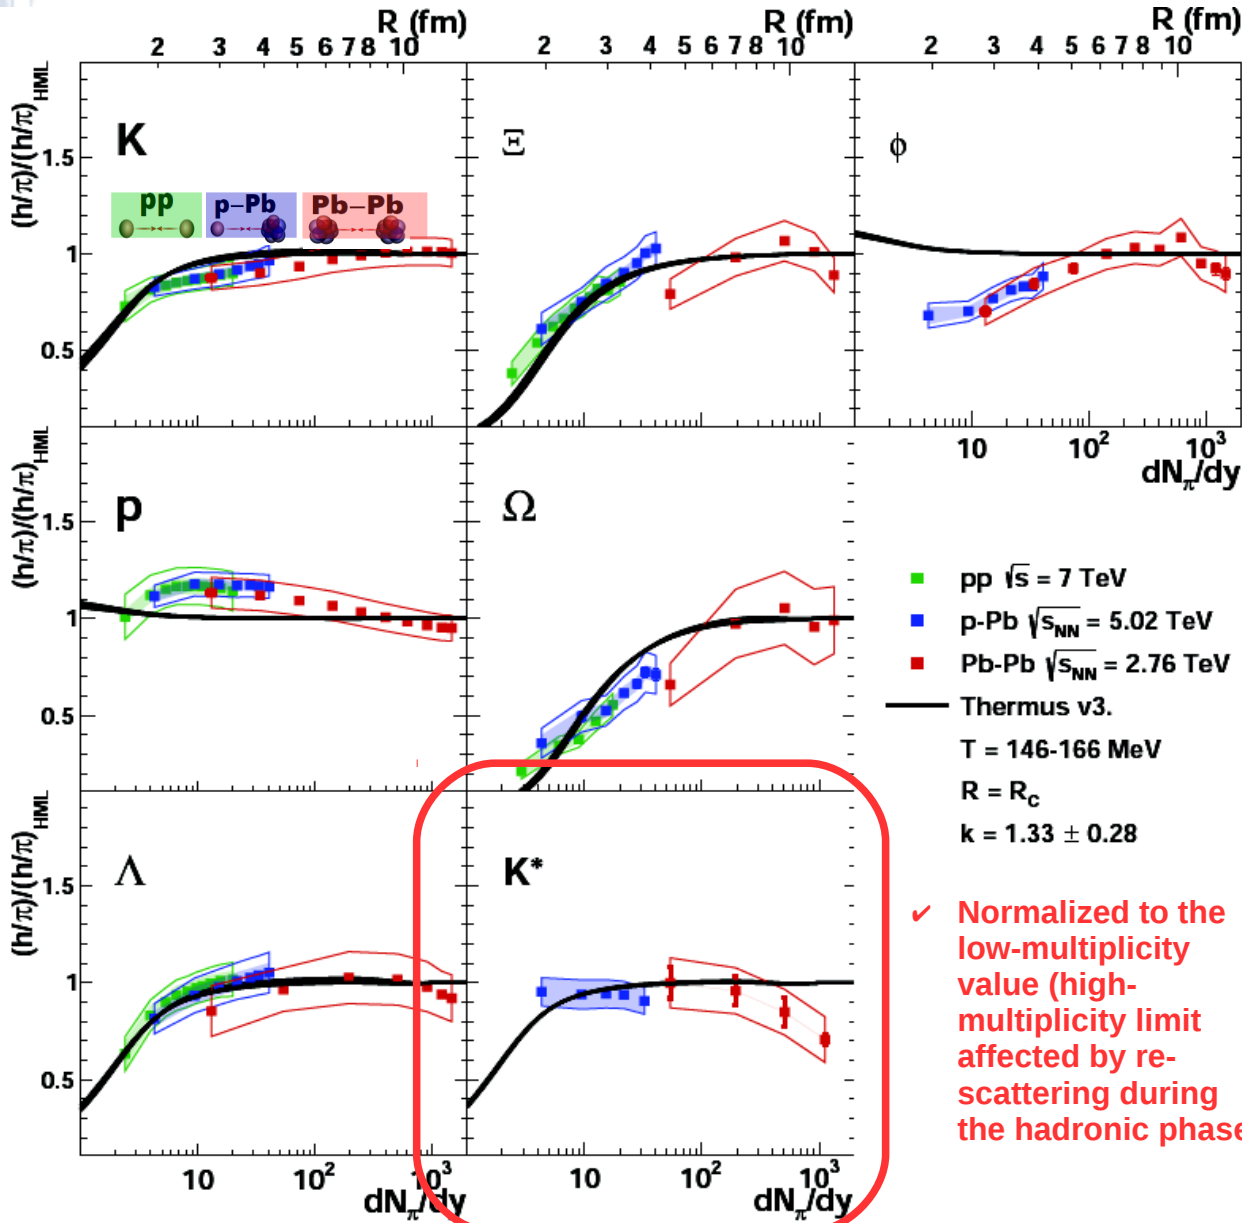 R (fm)
R (fm)
R (fm)
2 3 4 5 6 7 8 10
2 3 4 5 6 7 8 10
2 3 4 5 6 7 8 10
(h/π)/(h/π)HML
K
Ξ
ϕ
1.5
1
0.5
pp
p–Pb
Pb–Pb
10 10² 10³
dNπ/dy
(h/π)/(h/π)HML
p
Ω
1.5
1
0.5
pp √s = 7 TeV
p-Pb √sNN = 5.02 TeV
Pb-Pb √sNN = 2.76 TeV
Thermus v3.
T = 146-166 MeV
R = RC
k = 1.33 ± 0.28
(h/π)/(h/π)HML
Λ
K*
1.5
1
0.5
10 10² 10³
dNπ/dy
10 10² 10³
dNπ/dy
✔ Normalized to the
low-multiplicity
value (high-
multiplicity limit
affected by re-
scattering during
the hadronic phase